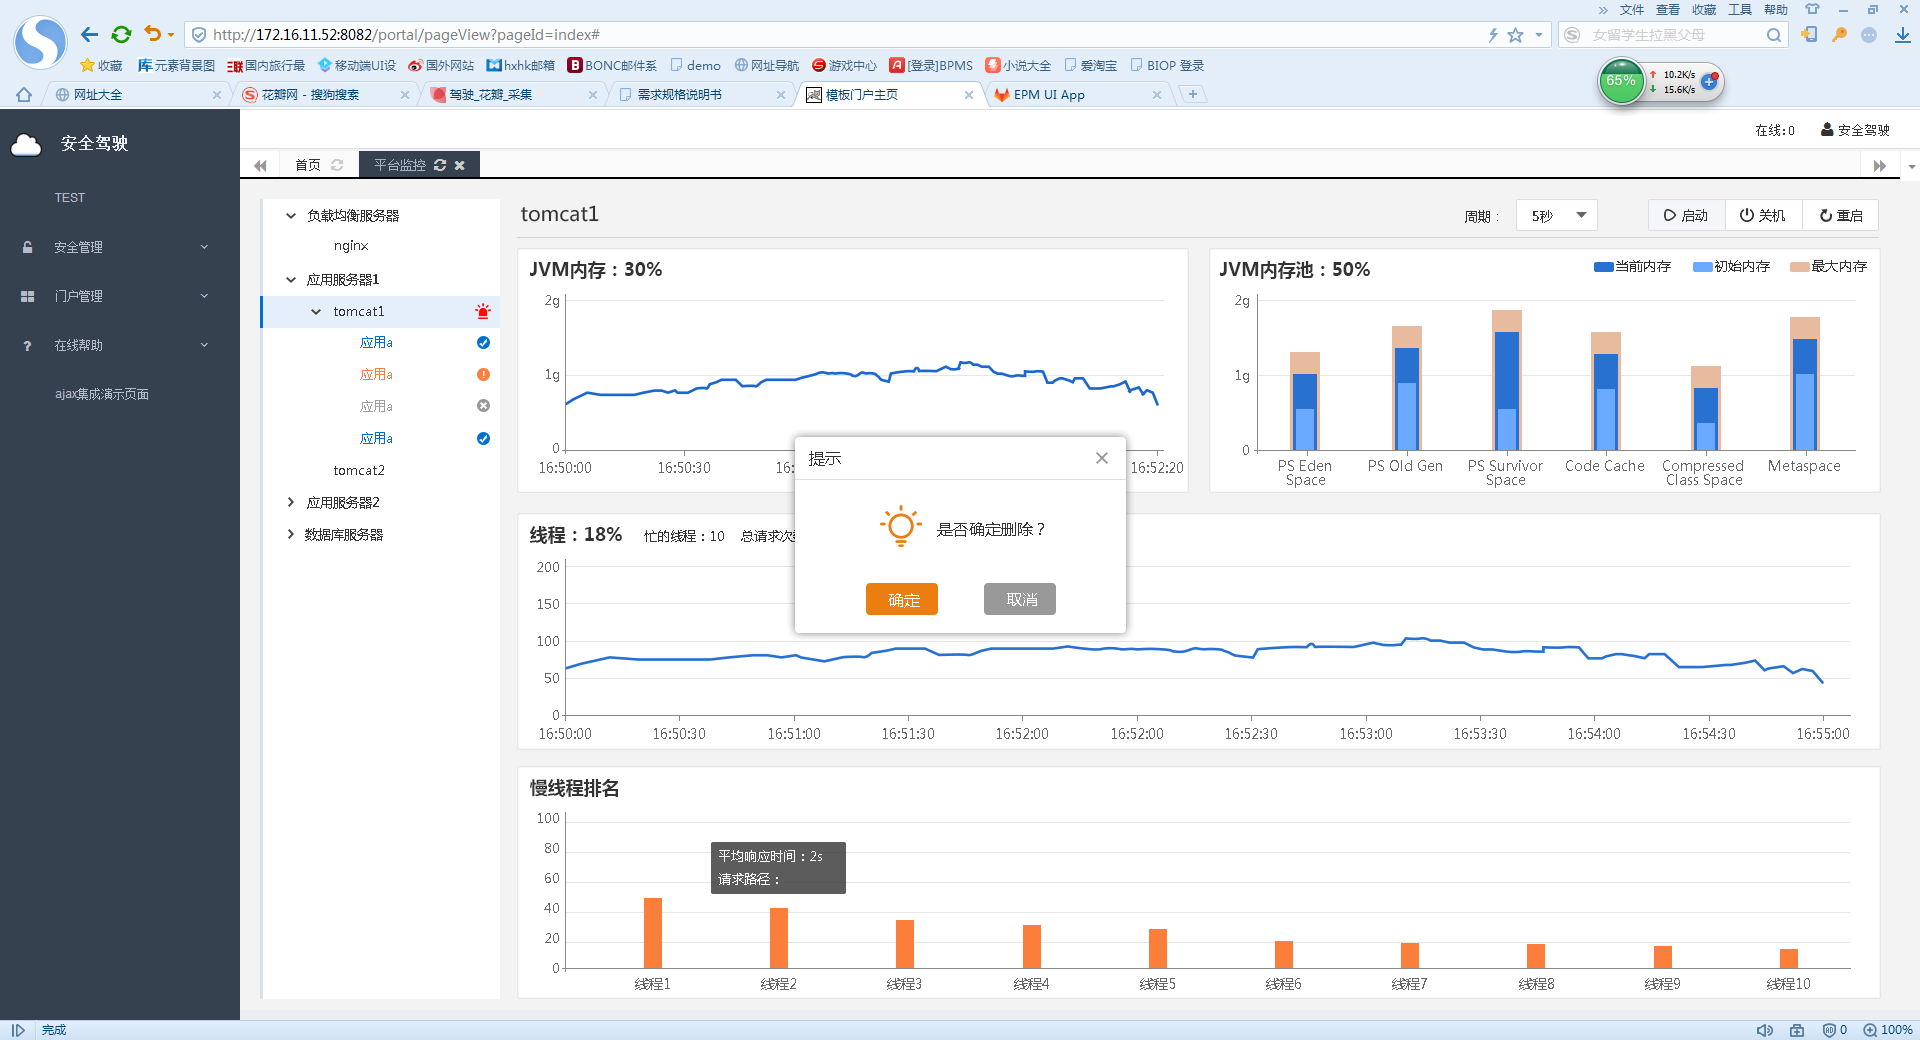 文件 查看 收藏 工具 帮助
http://172.16.11.52:8082/portal/pageView?pageId=index#
女留学生拉黑父母
收藏 库元素背景图 国内旅行最 移动端UI设 国外网站 hxhk邮箱 BONC邮件系 demo 网址导航 游戏中心 [登录]BPMS 小说大全 爱淘宝 BIOP 登录
65% 10.2K/s
15.6K/s
网址大全 花瓣网 - 搜狗搜索 驾驶_花瓣_采集 需求规格说明书 模板门户主页 EPM UI App
安全驾驶
在线:0 安全驾驶
首页 平台监控
TEST
安全管理
门户管理
在线帮助
ajax集成演示页面
负载均衡服务器
nginx
应用服务器1
tomcat1
应用a
应用a
应用a
应用a
tomcat2
应用服务器2
数据库服务器
tomcat1
周期： 5秒 启动 关机 重启
JVM内存：30%
2g
1g
0
16:50:00 16:50:30 16: 16:52:20
JVM内存池：50%
当前内存 初始内存 最大内存
2g
1g
0
PS Eden Space PS Old Gen PS Survivor Space Code Cache Compressed Class Space Metaspace
提示
是否确定删除？
确定 取消
线程：18% 忙的线程：10 总请求次
200
150
100
50
0
16:50:00 16:50:30 16:51:00 16:51:30 16:52:00 16:52:00 16:52:30 16:53:00 16:53:30 16:54:00 16:54:30 16:55:00
慢线程排名
100
80
60
40
20
0
平均响应时间：2s
请求路径：
线程1 线程2 线程3 线程4 线程5 线程6 线程7 线程8 线程9 线程10
完成
0 100%